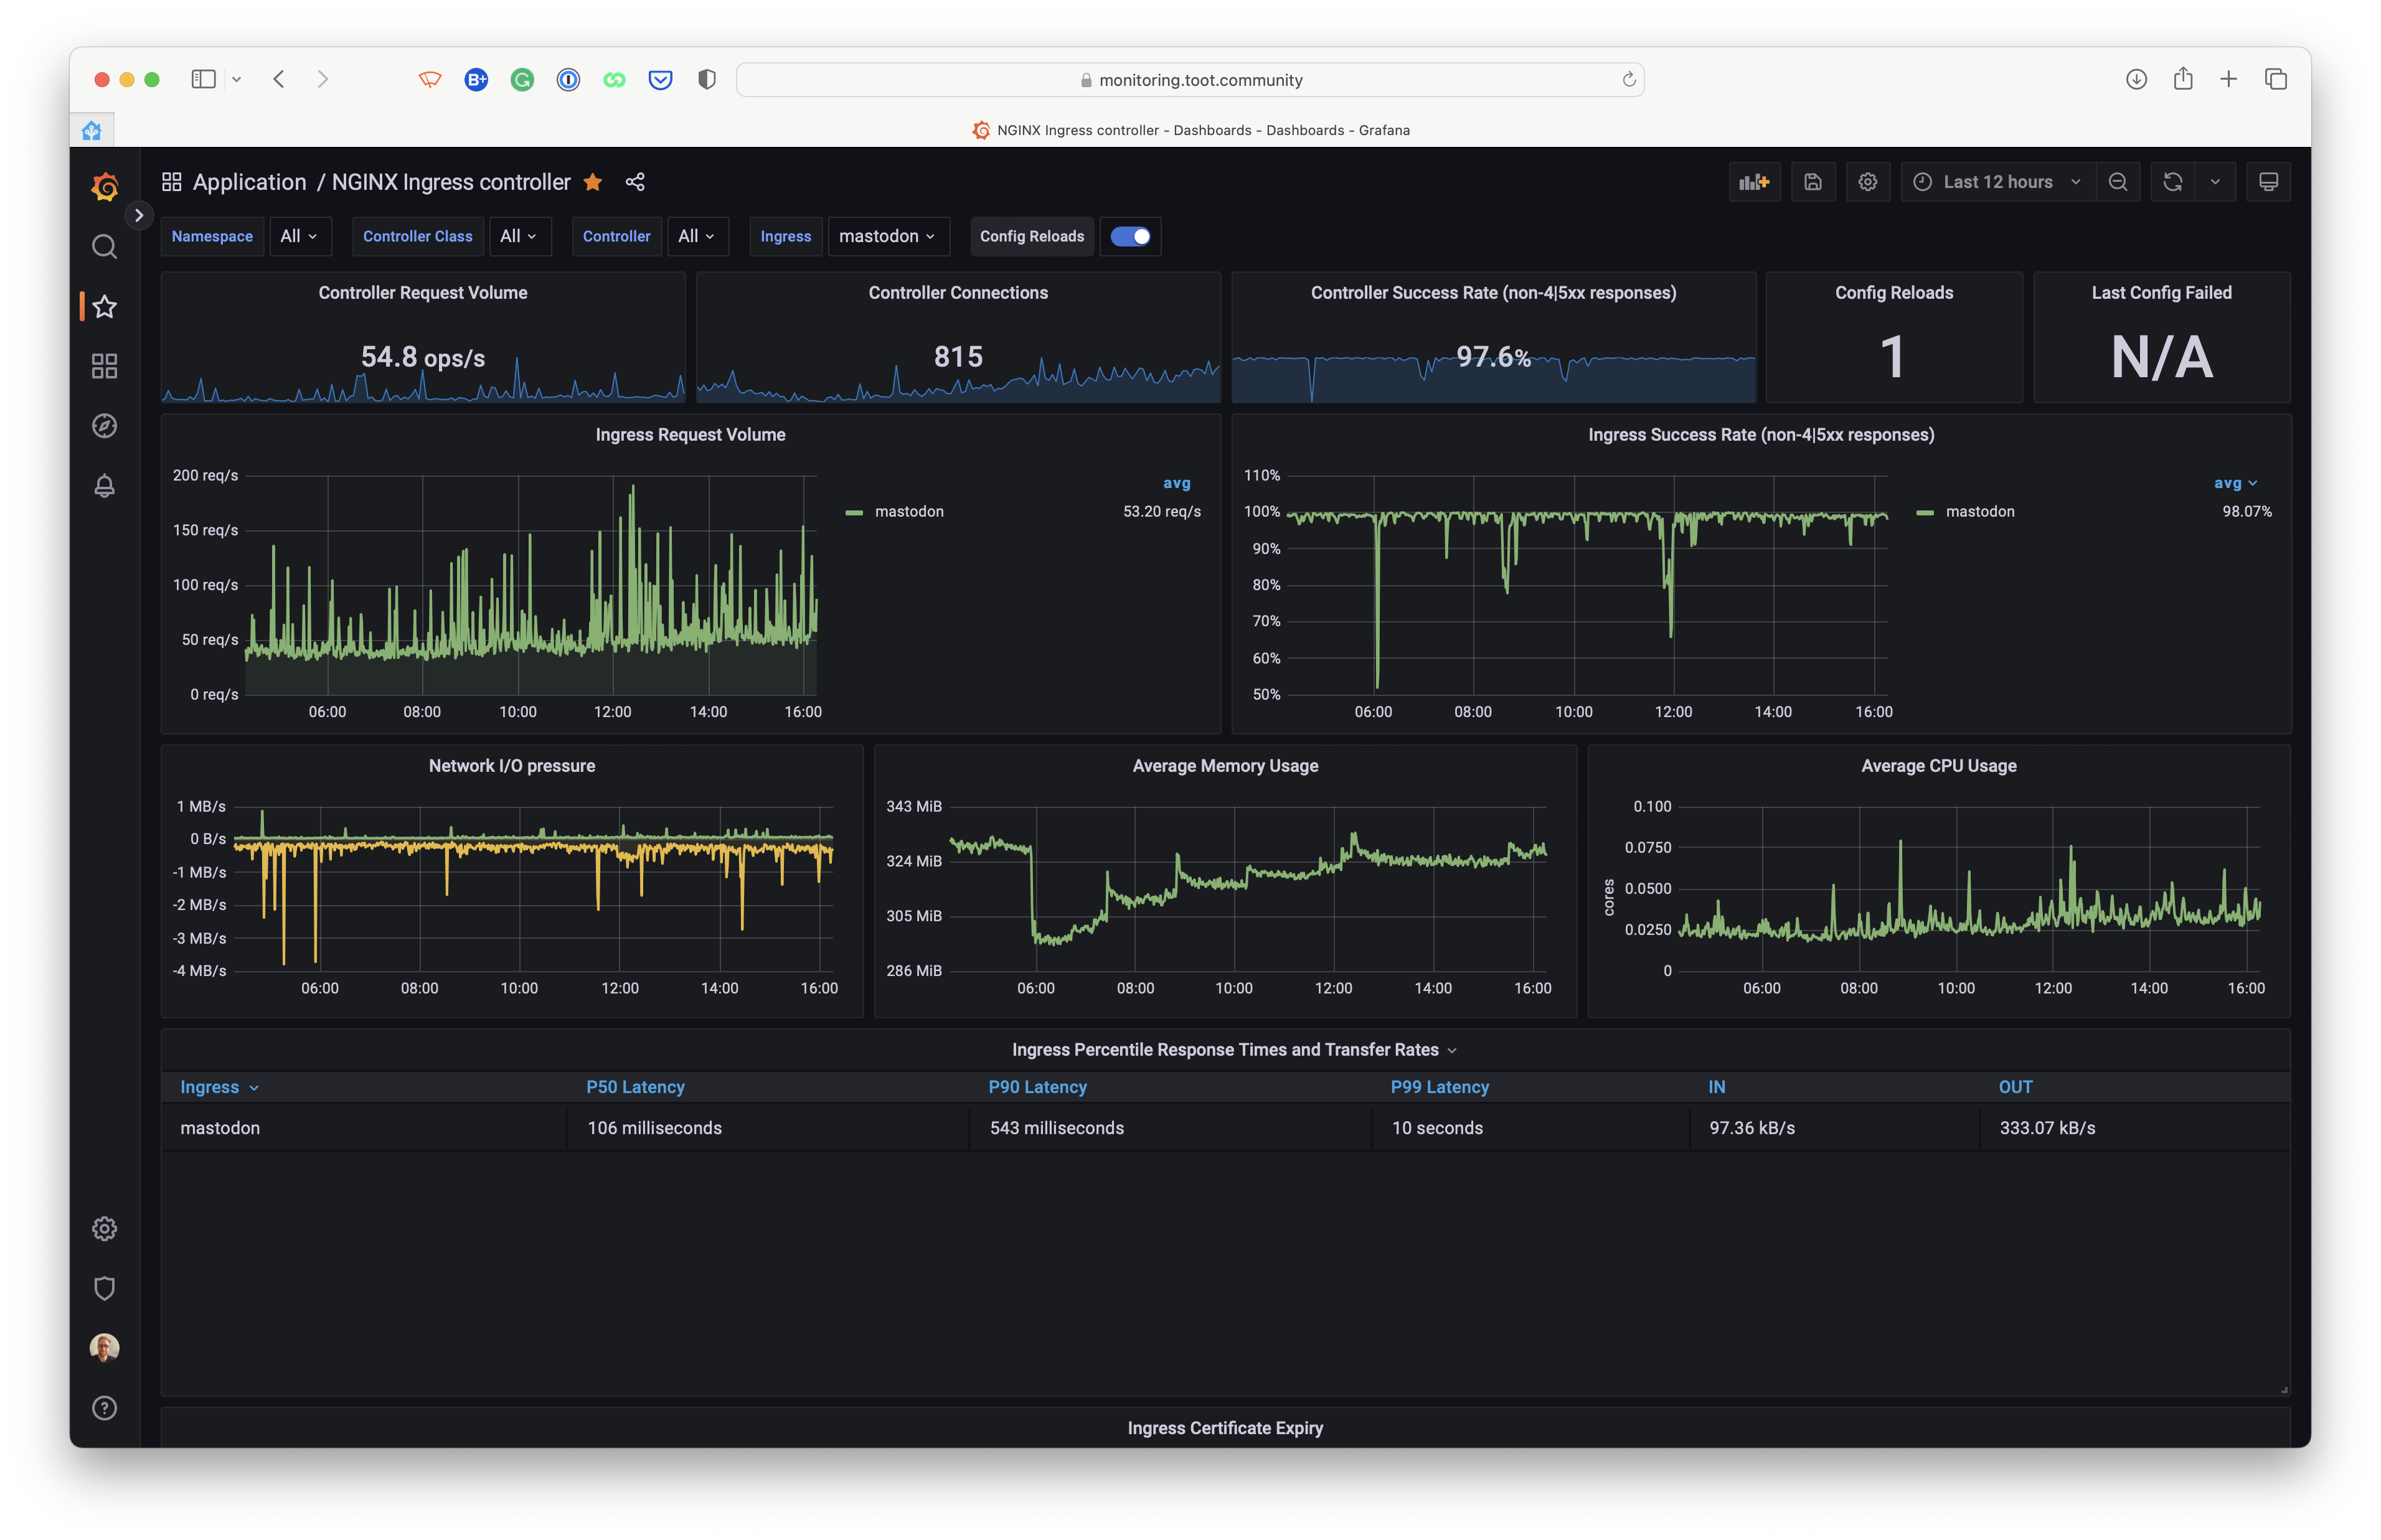 B+
monitoring.toot.community
NGINX Ingress controller - Dashboards - Dashboards - Grafana
Application / NGINX Ingress controller
Last 12 hours
Namespace All Controller Class All Controller All Ingress mastodon Config Reloads
Controller Request Volume
54.8 ops/s
Controller Connections
815
Controller Success Rate (non-4|5xx responses)
97.6%
Config Reloads
1
Last Config Failed
N/A
Ingress Request Volume
200 req/s
150 req/s
100 req/s
50 req/s
0 req/s
06:00 08:00 10:00 12:00 14:00 16:00
avg
mastodon 53.20 req/s
Ingress Success Rate (non-4|5xx responses)
110%
100%
90%
80%
70%
60%
50%
06:00 08:00 10:00 12:00 14:00 16:00
avg
mastodon 98.07%
Network I/O pressure
1 MB/s
0 B/s
-1 MB/s
-2 MB/s
-3 MB/s
-4 MB/s
06:00 08:00 10:00 12:00 14:00 16:00
Average Memory Usage
343 MiB
324 MiB
305 MiB
286 MiB
06:00 08:00 10:00 12:00 14:00 16:00
Average CPU Usage
cores
0.100
0.0750
0.0500
0.0250
0
06:00 08:00 10:00 12:00 14:00 16:00
Ingress Percentile Response Times and Transfer Rates
Ingress P50 Latency P90 Latency P99 Latency IN OUT
mastodon 106 milliseconds 543 milliseconds 10 seconds 97.36 kB/s 333.07 kB/s
Ingress Certificate Expiry